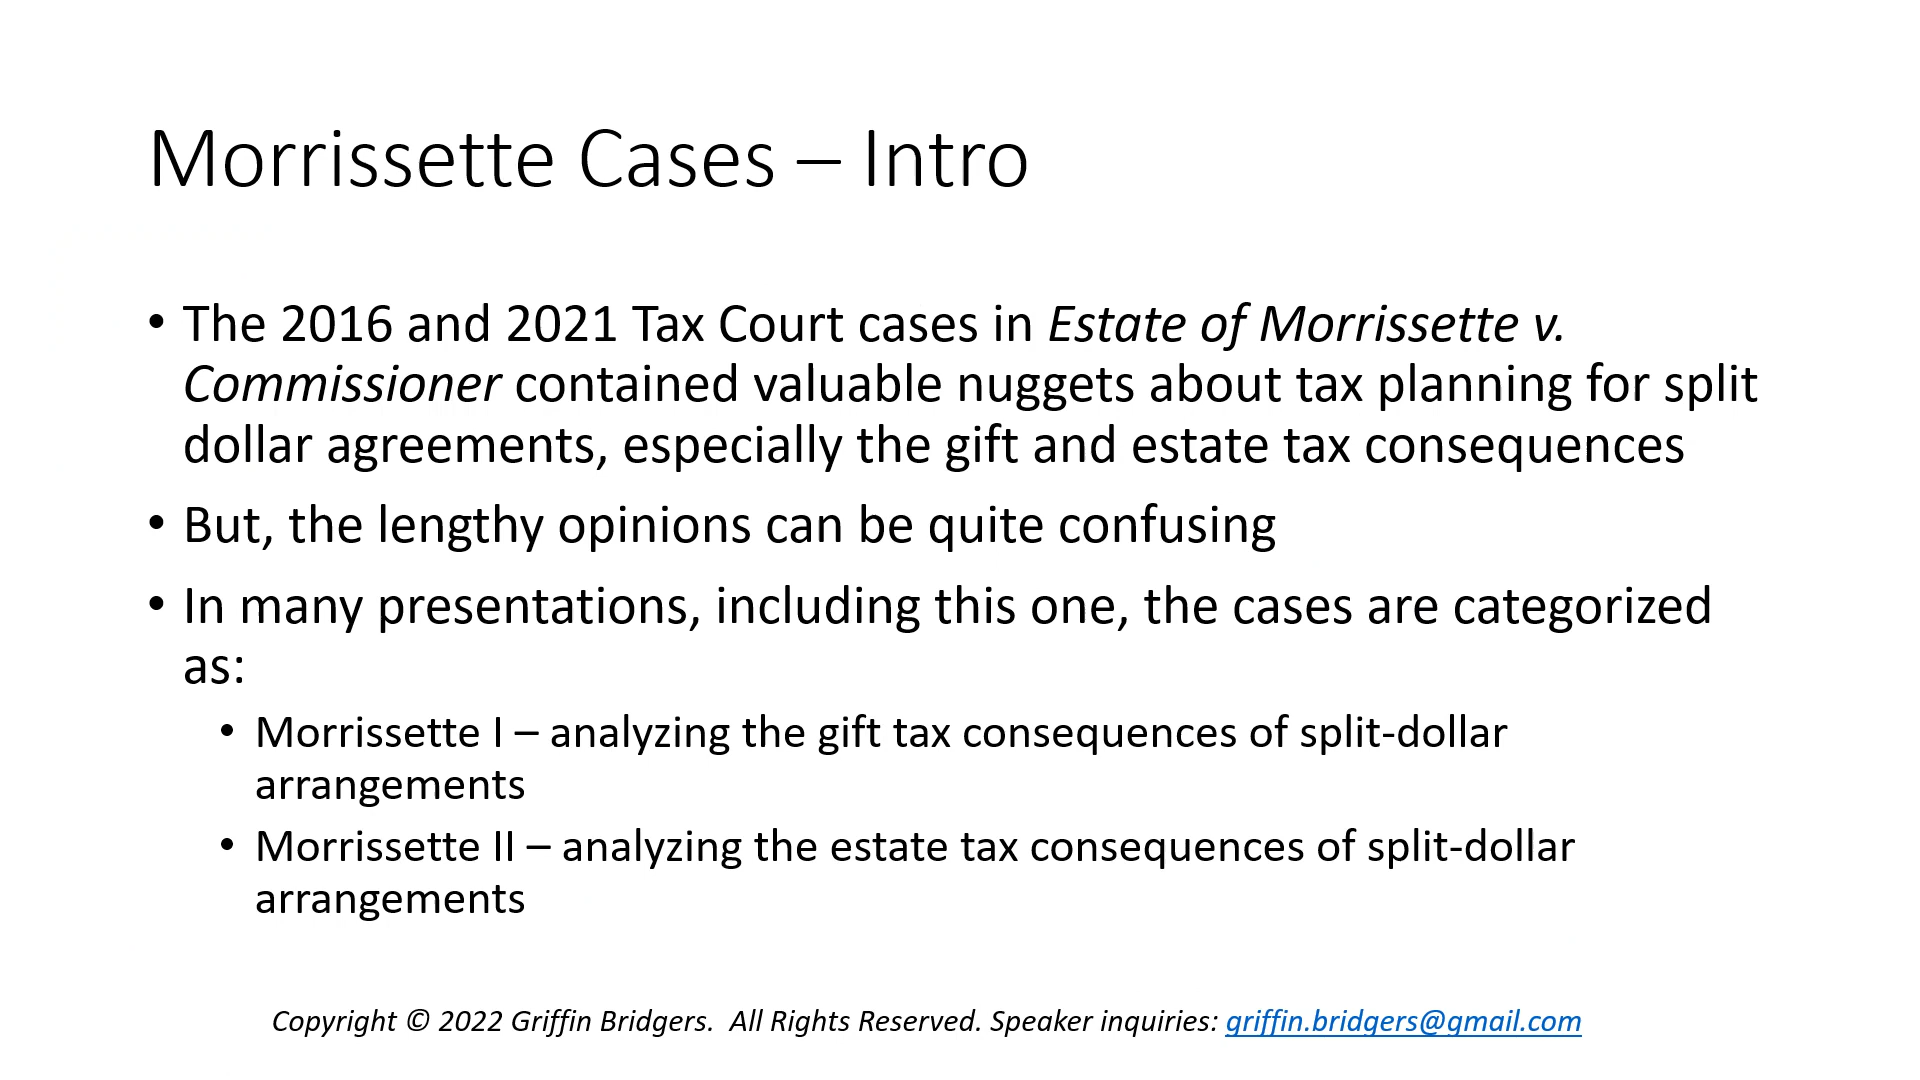 Morrissette Cases – Intro
• The 2016 and 2021 Tax Court cases in Estate of Morrissette v.
Commissioner contained valuable nuggets about tax planning for split
dollar agreements, especially the gift and estate tax consequences
• But, the lengthy opinions can be quite confusing
• In many presentations, including this one, the cases are categorized
as:
• Morrissette I – analyzing the gift tax consequences of split-dollar
arrangements
• Morrissette II – analyzing the estate tax consequences of split-dollar
arrangements
Copyright © 2022 Griffin Bridgers.  All Rights Reserved. Speaker inquiries: griffin.bridgers@gmail.com